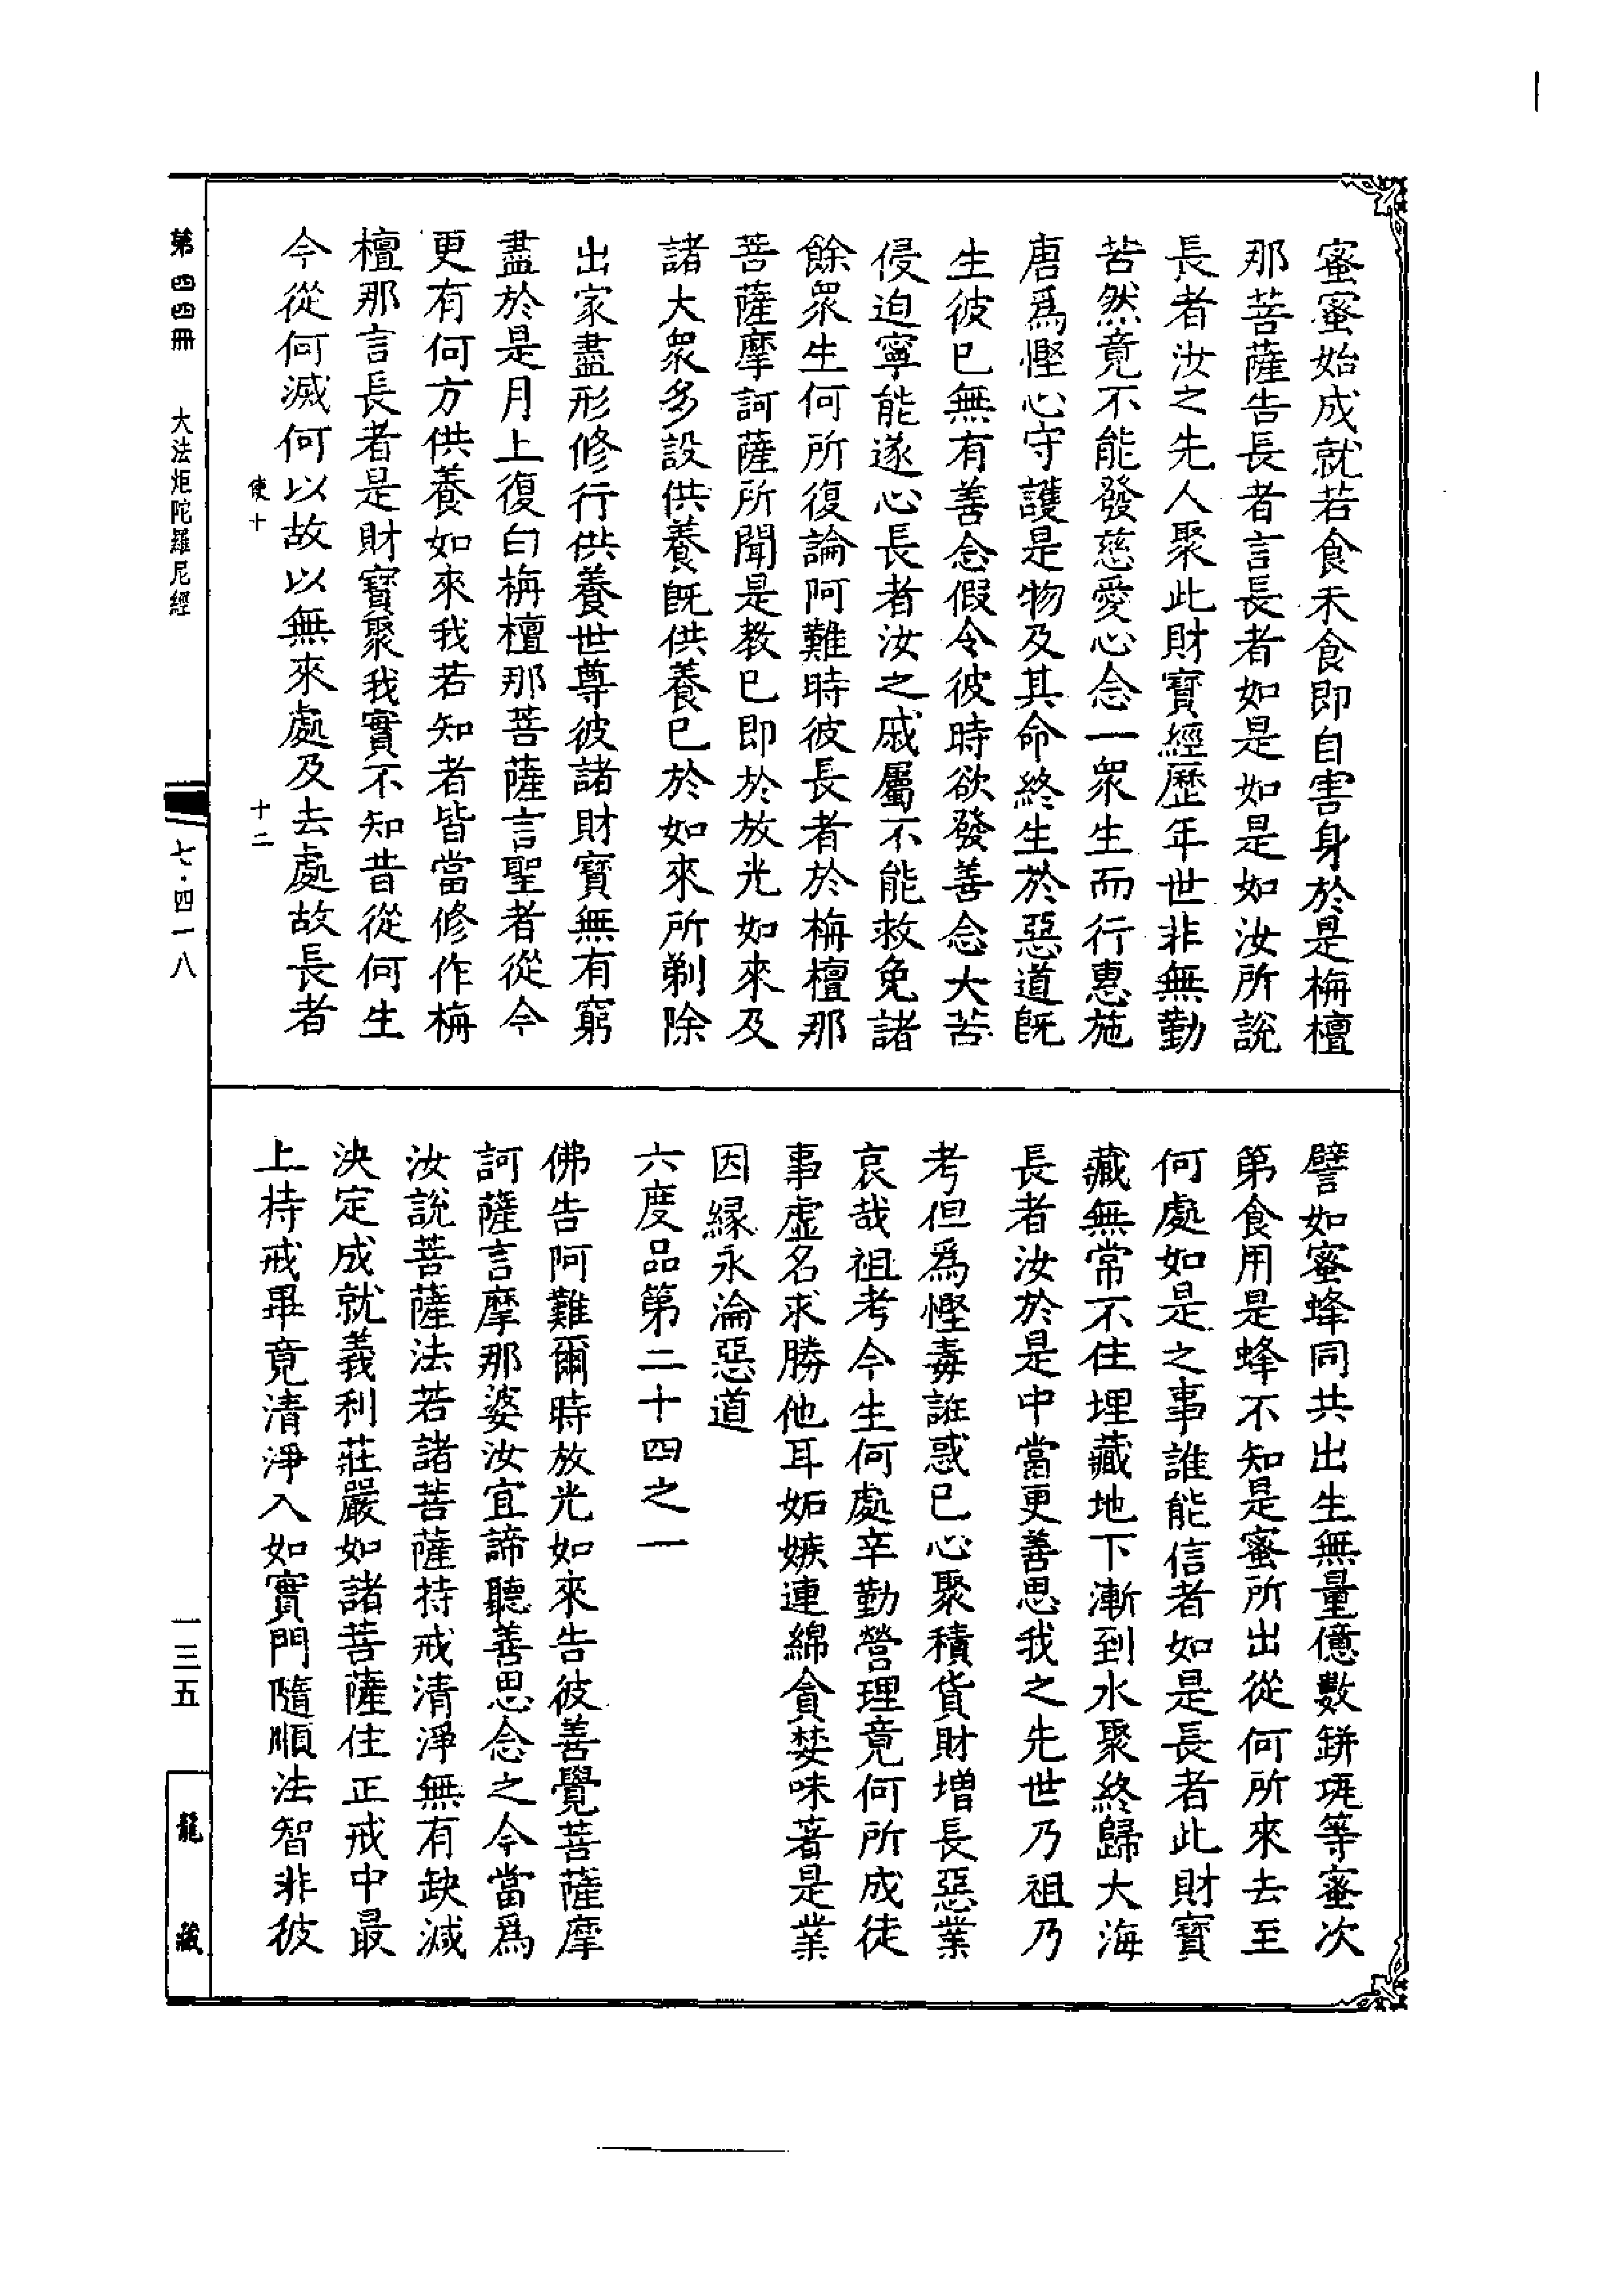 蜜蜜始成就若食未食即自害身於是栴檀
那菩薩告長者言長者如是如是如汝所說
長者汝之先人聚此財寶經歷年世非無勤
苦然竟不能發慈愛心念一衆生而行惠施
唐爲慳心守護是物及其命終生於惡道旣
生彼已無有善念假令彼時欲發善念大苦
侵迫寧能遂心長者汝之戚屬不能救免諸
餘衆生何所復論阿難時彼長者於栴檀那
菩薩摩訶薩所聞是教已即於放光如來及
諸大衆多設供養旣供養已於如來所剃除
出家盡形修行供養世尊彼諸財寶無有窮
盡於是月上復白栴檀那菩薩言聖者從今
更有何方供養如來我若知者皆當修作栴
檀那言長者是財寶聚我實不知昔從何生
今從何滅何以故以無來處及去處故長者
使十
十二
譬如蜜蜂同共出生無量億數缾㼜等蜜次
第食用是蜂不知是蜜所出從何所來去至
何處如是之事誰能信者如是長者此財寶
藏無常不住埋藏地下漸到水聚終歸大海
長者汝於是中當更善思我之先世乃祖乃
考但爲慳毒誑惑已心聚積貨財增長惡業
哀哉祖考今生何處辛勤營理竟何所成徒
事虛名求勝他耳妬嫉連綿貪婪味著是業
因緣永淪惡道
六度品第二十四之一
佛告阿難爾時放光如來告彼善覺菩薩摩
訶薩言摩那婆汝宜諦聽善思念之今當爲
汝說菩薩法若諸菩薩持戒清淨無有缺減
決定成就義利莊嚴如諸菩薩住正戒中最
上持戒畢竟清淨入如實門隨順法智非彼
第四四冊
大法炬陀羅尼經
七·四一八
一三五
龍藏